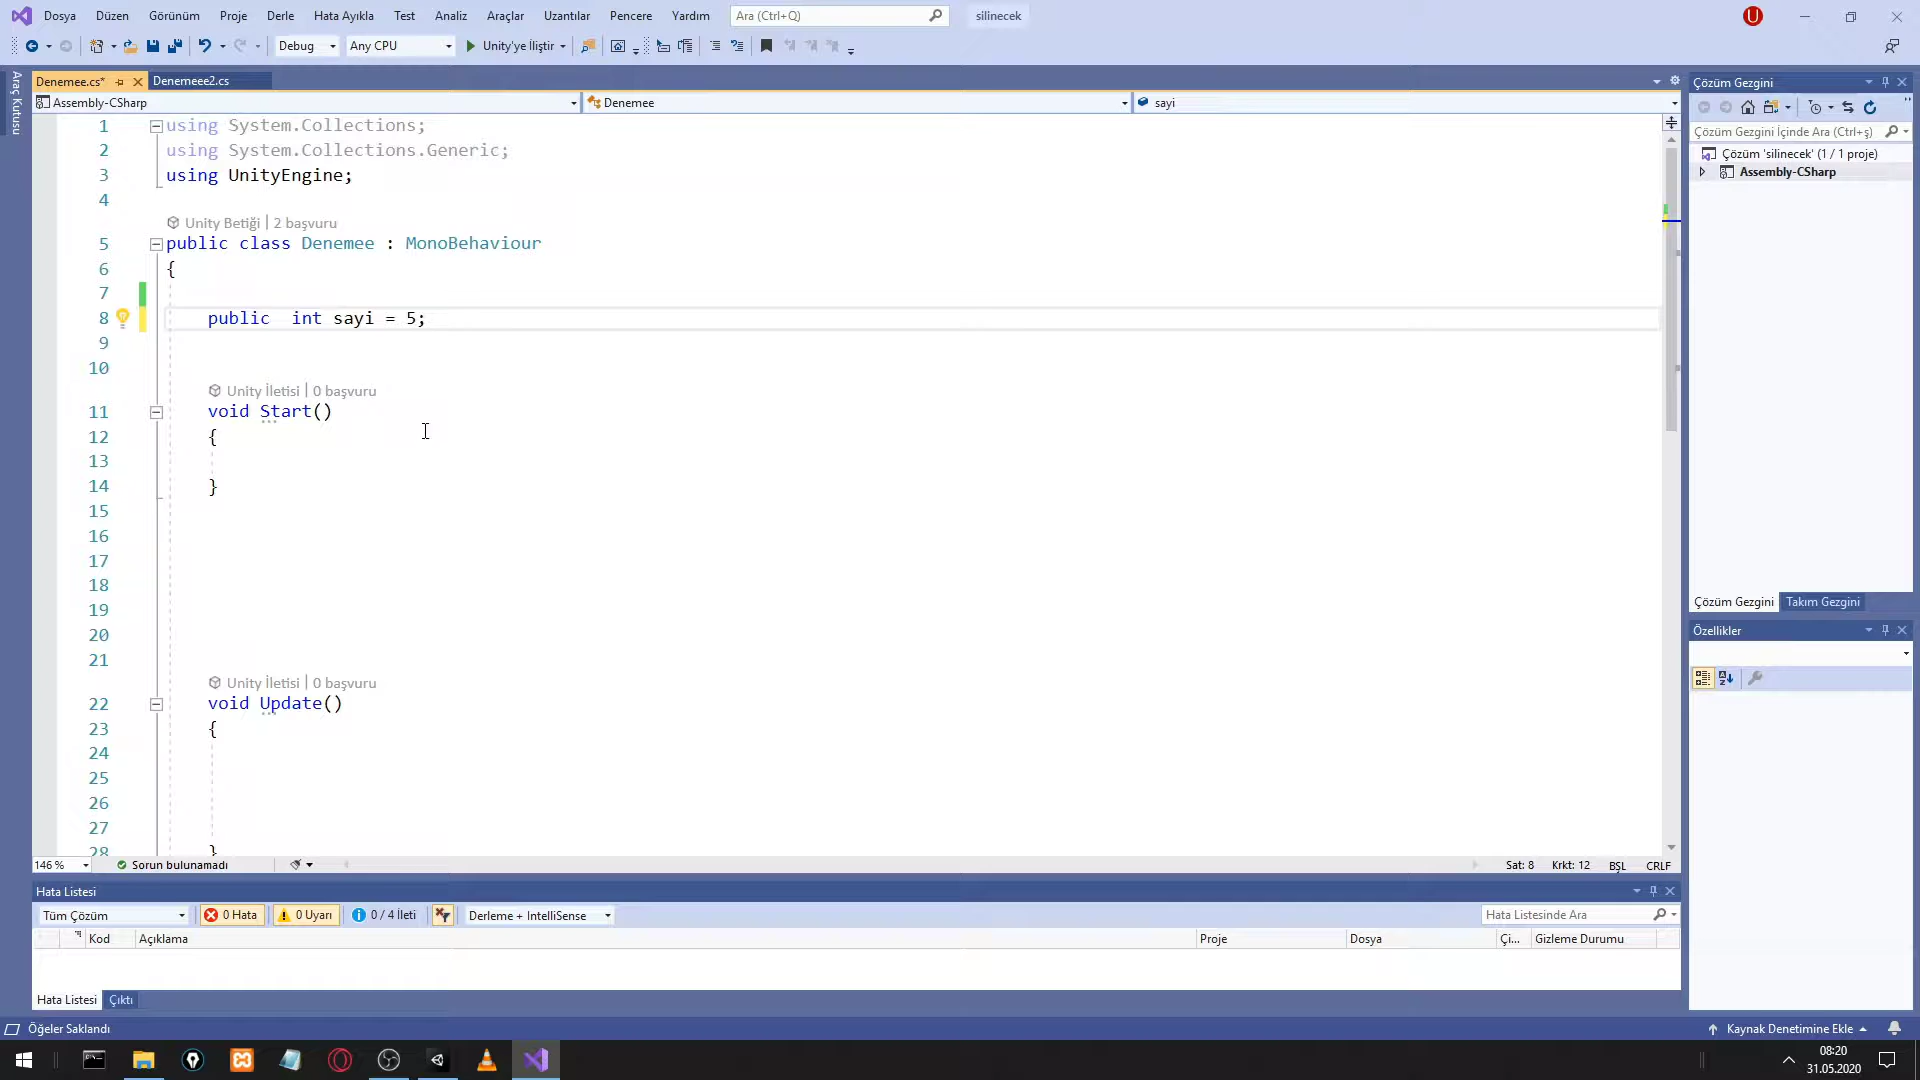 Dosya Düzen Görünüm Proje Derle Hata Ayıkla Test Analiz Araçlar Uzantılar Pencere Yardım Ara (Ctrl+Q) silinecek U
Debug Any CPU Unity'ye İliştir
Araç Kutusu
Denemee.cs* Denemeee2.cs
Assembly-CSharp Denemee sayi
1 using System.Collections;
2 using System.Collections.Generic;
3 using UnityEngine;
4
Unity Betiği | 2 başvuru
5 public class Denemee : MonoBehaviour
6 {
7
8 public int sayi = 5;
9
10
Unity İletisi | 0 başvuru
11 void Start()
12 {
13
14 }
15
16
17
18
19
20
21
Unity İletisi | 0 başvuru
22 void Update()
23 {
24
25
26
27
28 }
146 % Sorun bulunamadı Sat: 8 Krkt: 12 BŞL CRLF
Hata Listesi
Tüm Çözüm 0 Hata 0 Uyarı 0 / 4 İleti Derleme + IntelliSense Hata Listesinde Ara
Kod Açıklama Proje Dosya Çi... Gizleme Durumu
Hata Listesi Çıktı
Çözüm Gezgini
Çözüm Gezgini İçinde Ara (Ctrl+ş)
Çözüm 'silinecek' (1 / 1 proje)
Assembly-CSharp
Çözüm Gezgini Takım Gezgini
Özellikler
Öğeler Saklandı Kaynak Denetimine Ekle
08:20
31.05.2020